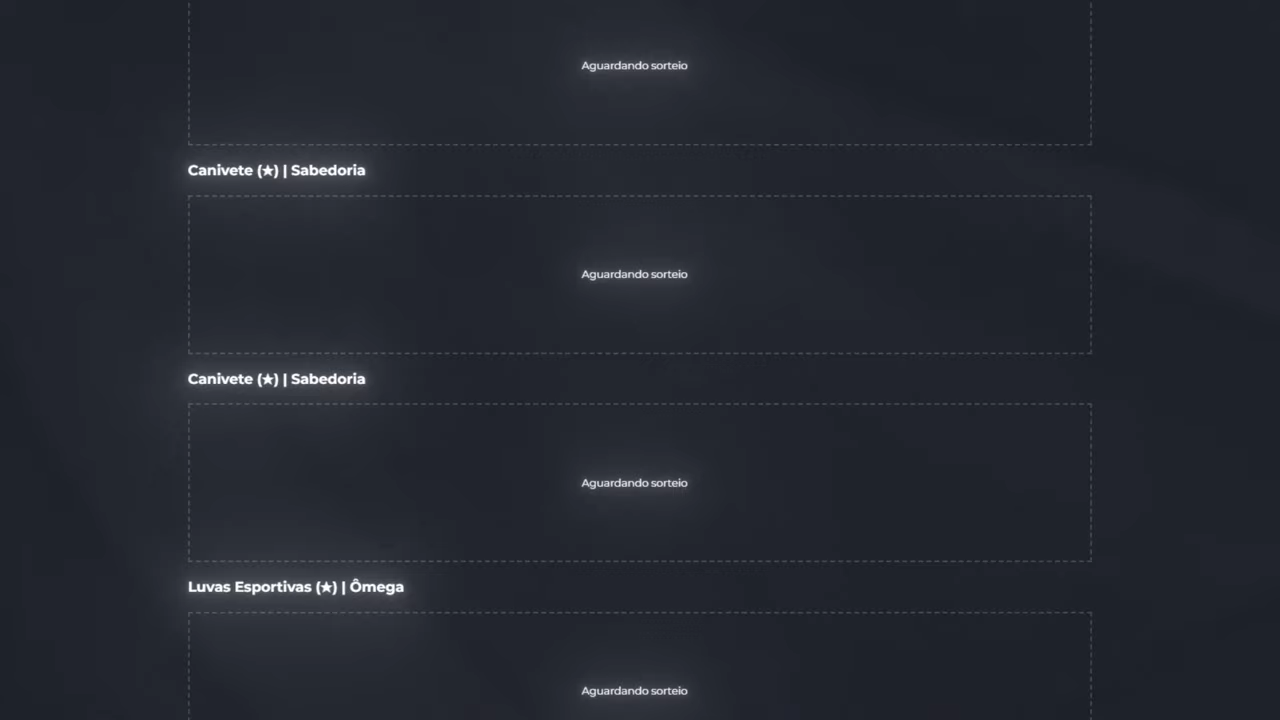 Aguardando sorteio
Canivete (★) | Sabedoria
Aguardando sorteio
Canivete (★) | Sabedoria
Aguardando sorteio
Luvas Esportivas (★) | Ômega
Aguardando sorteio